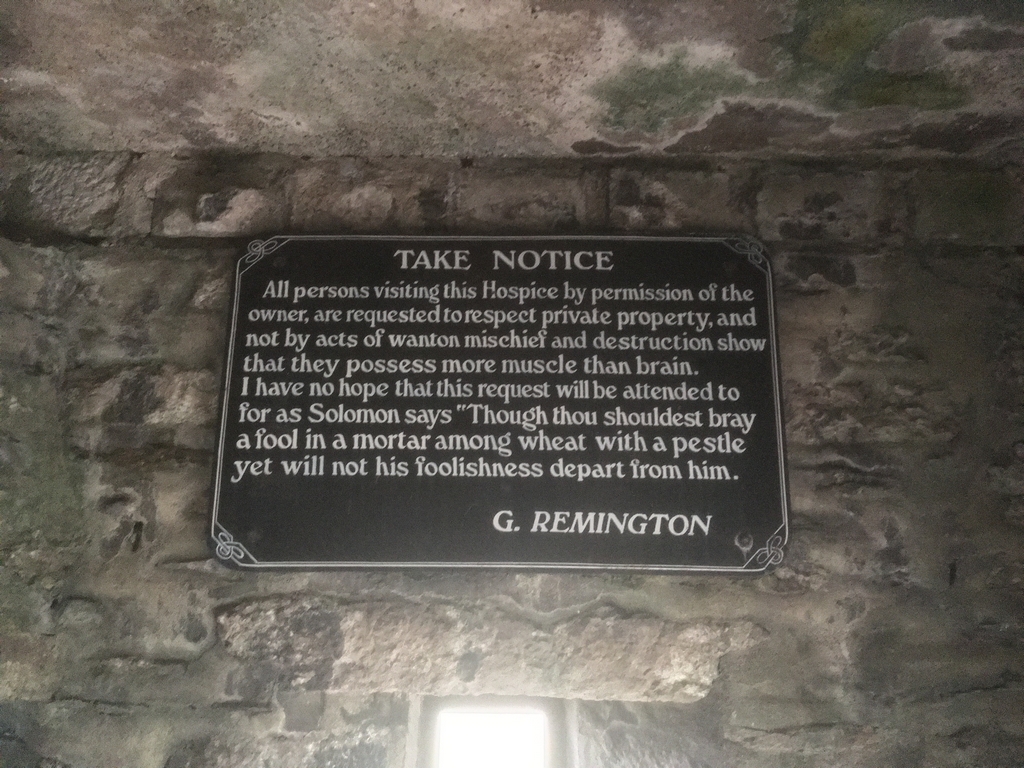 TAKE NOTICE
All persons visiting this Hospice by permission of the
owner, are requested to respect private property, and
not by acts of wanton mischief and destruction show
that they possess more muscle than brain.
I have no hope that this request will be attended to
for as Solomon says "Though thou shouldest bray
a fool in a mortar among wheat with a pestle
yet will not his foolishness depart from him.
G. REMINGTON